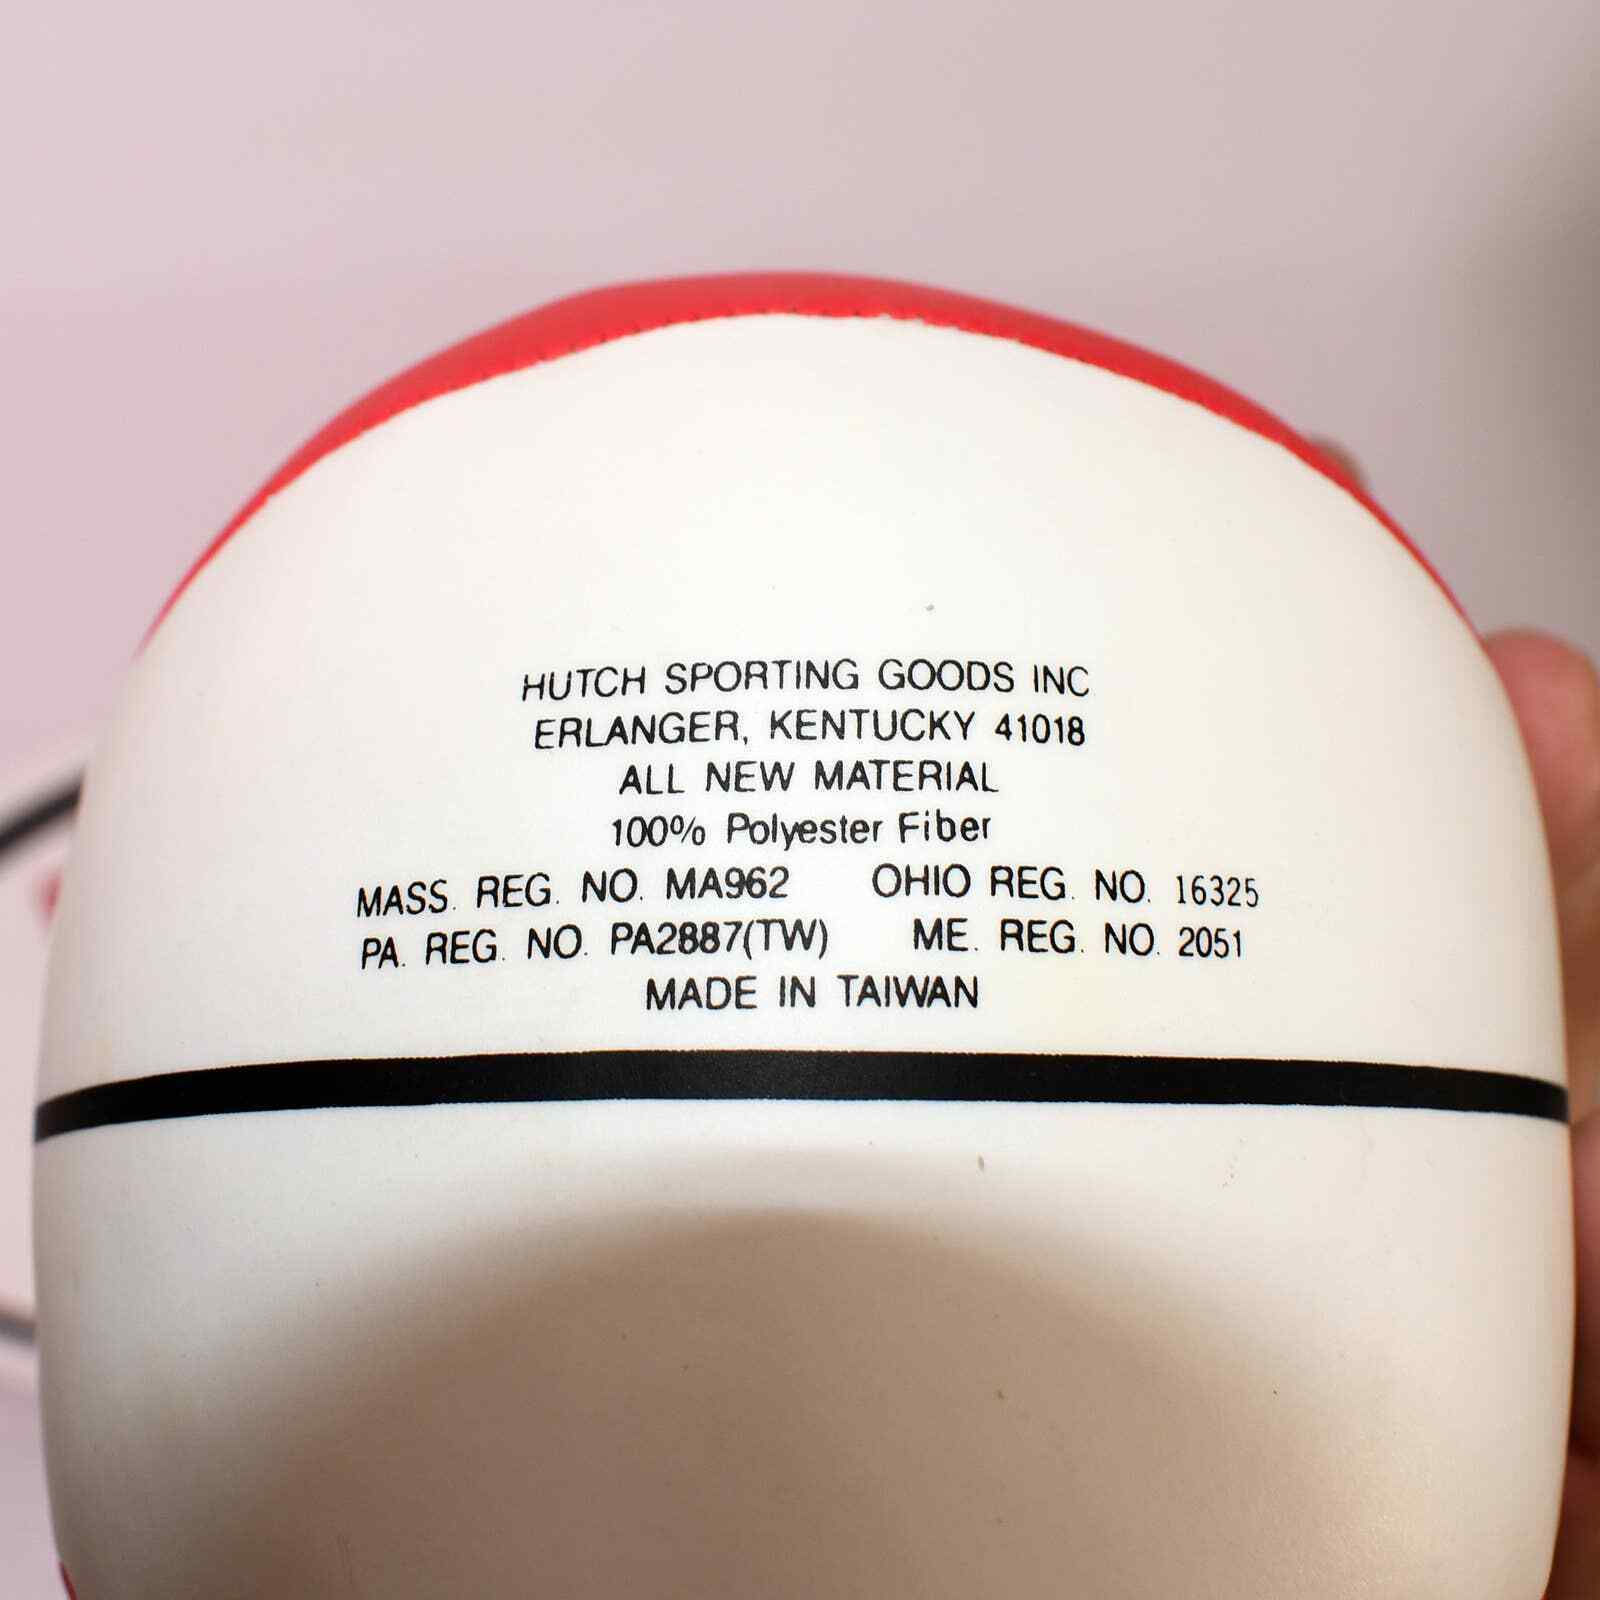 HUTCH SPORTING GOODS INC
ERLANGER, KENTUCKY 41018
ALL NEW MATERIAL
100% Polyester Fiber
MASS. REG. NO. MA962 OHIO REG. NO. 16325
PA. REG. NO. PA2887(TW) ME. REG. NO. 2051
MADE IN TAIWAN